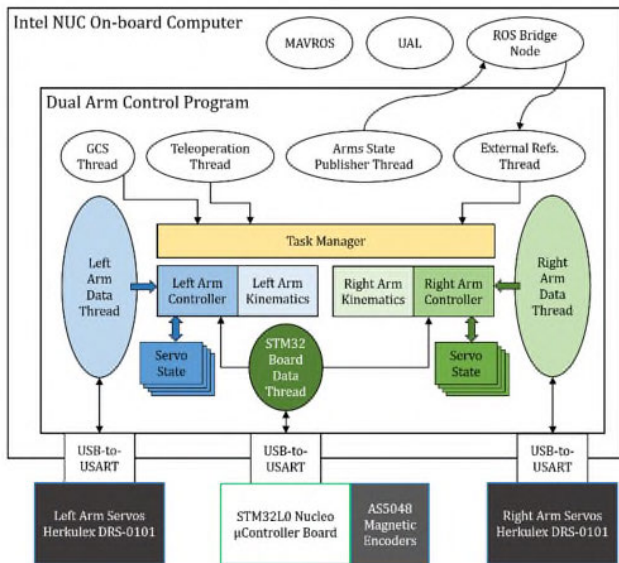 Intel NUC On-board Computer
MAVROS
UAL
ROS Bridge
Node
Dual Arm Control Program
GCS
Thread
Teleoperation
Thread
Arms State
Publisher Thread
External Refs.
Thread
Task Manager
Left
Arm
Data
Thread
Left Arm
Controller
Left Arm
Kinematics
Right Arm
Kinematics
Right Arm
Controller
Right
Arm
Data
Thread
Servo
State
STM32
Board
Data
Thread
Servo
State
USB-to-
USART
USB-to-
USART
USB-to-
USART
Left Arm Servos
Herkulex DRS-0101
STM32L0 Nucleo
μController Board
AS5048
Magnetic
Encoders
Right Arm Servos
Herkulex DRS-0101